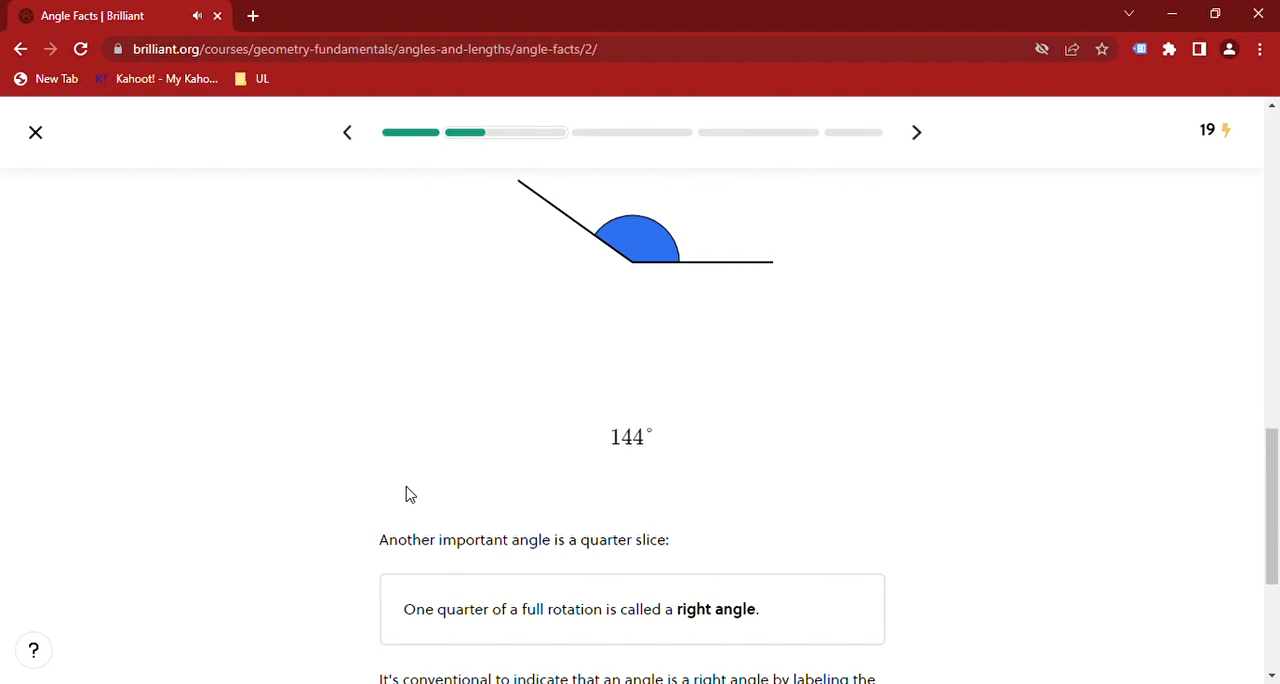 Angle Facts | Brilliant
brilliant.org/courses/geometry-fundamentals/angles-and-lengths/angle-facts/2/
New Tab K! Kahoot! - My Kaho... UL
19
144°
Another important angle is a quarter slice:
One quarter of a full rotation is called a right angle.
?
It's conventional to indicate that an angle is a right angle by labeling the